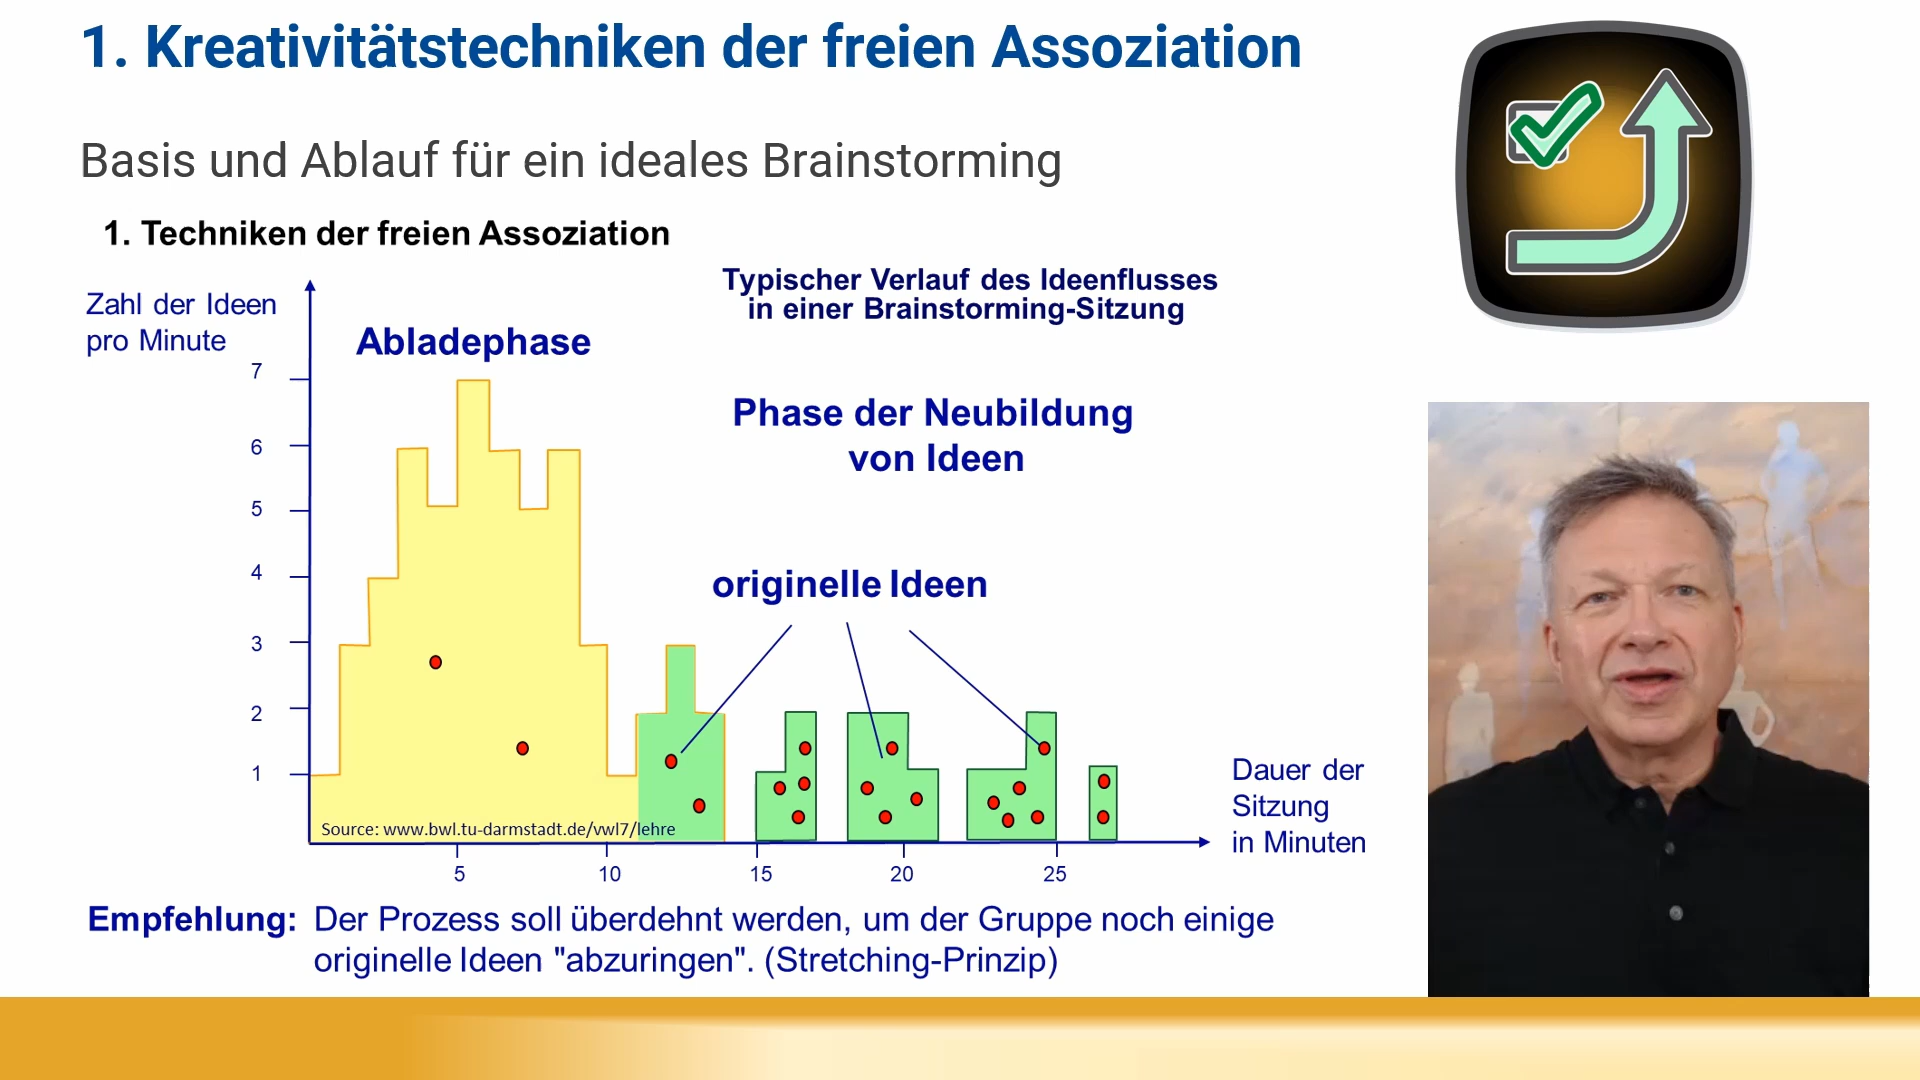 1. Kreativitätstechniken der freien Assoziation
Basis und Ablauf für ein ideales Brainstorming
1. Techniken der freien Assoziation
Typischer Verlauf des Ideenflusses
in einer Brainstorming-Sitzung
Zahl der Ideen
pro Minute
Abladephase
Phase der Neubildung
von Ideen
originelle Ideen
7
6
5
4
3
2
1
Source: www.bwl.tu-darmstadt.de/vwl7/lehre
5 10 15 20 25
Dauer der
Sitzung
in Minuten
Empfehlung: Der Prozess soll überdehnt werden, um der Gruppe noch einige
originelle Ideen "abzuringen". (Stretching-Prinzip)